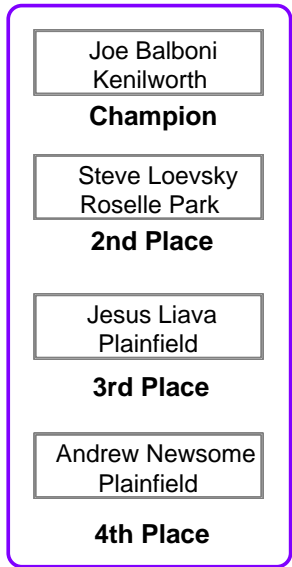 Joe Balboni
Kenilworth
Champion
Steve Loevsky
Roselle Park
2nd Place
Jesus Liava
Plainfield
3rd Place
Andrew Newsome
Plainfield
4th Place